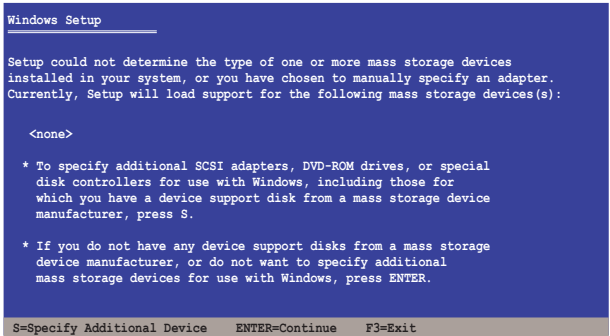 Windows Setup
Setup could not determine the type of one or more mass storage devices
installed in your system, or you have chosen to manually specify an adapter.
Currently, Setup will load support for the following mass storage devices(s):
<none>
* To specify additional SCSI adapters, DVD-ROM drives, or special
disk controllers for use with Windows, including those for
which you have a device support disk from a mass storage device
manufacturer, press S.
* If you do not have any device support disks from a mass storage
device manufacturer, or do not want to specify additional
mass storage devices for use with Windows, press ENTER.
S=Specify Additional Device ENTER=Continue F3=Exit